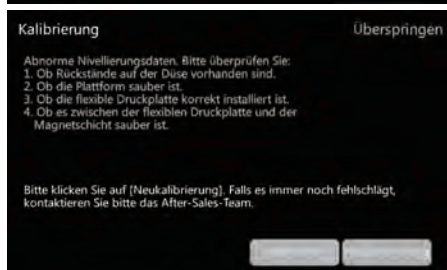 Kalibrierung
Überspringen
Abnorme Nivellierungsdaten. Bitte überprüfen Sie:
1. Ob Rückstände auf der Düse vorhanden sind.
2. Ob die Plattform sauber ist.
3. Ob die flexible Druckplatte korrekt installiert ist.
4. Ob es zwischen der flexiblen Druckplatte und der
Magnetschicht sauber ist.
Bitte klicken Sie auf [Neukalibrierung]. Falls es immer noch fehlschlägt,
kontaktieren Sie bitte das After-Sales-Team.